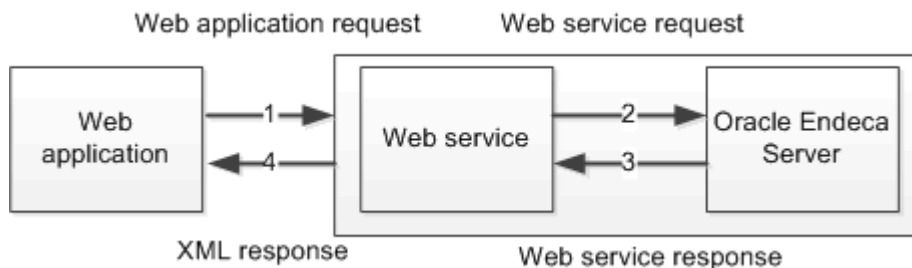 Web application request
Web service request
Web
application
1
4
Web service
2
3
Oracle Endeca
Server
XML response
Web service response